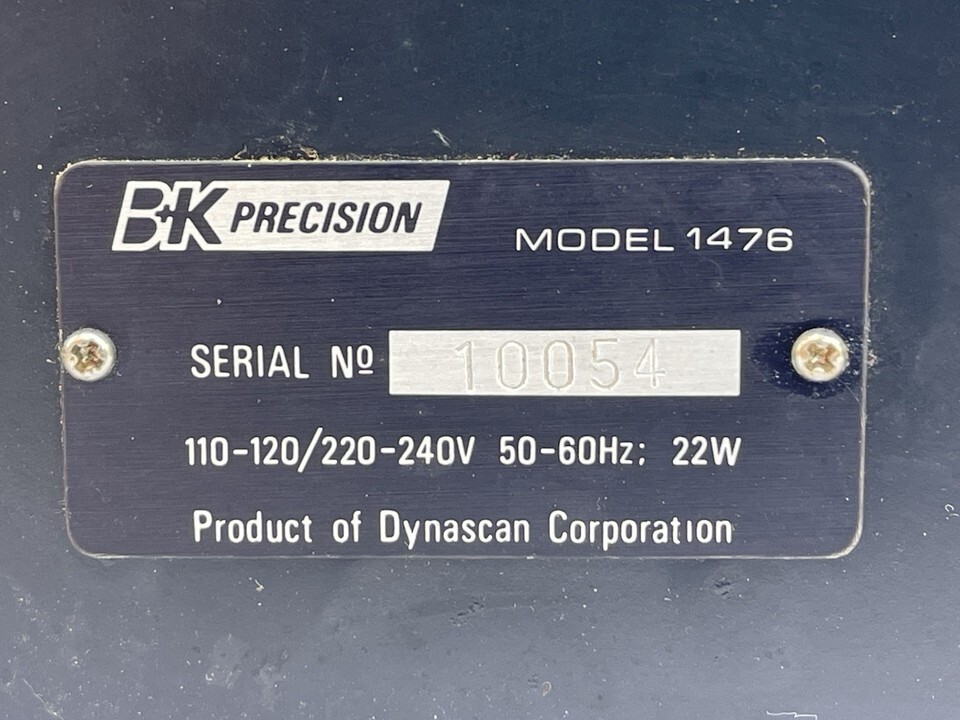 B+K PRECISION
MODEL 1476
SERIAL Nº 10054
110-120/220-240V 50-60Hz; 22W
Product of Dynascan Corporation